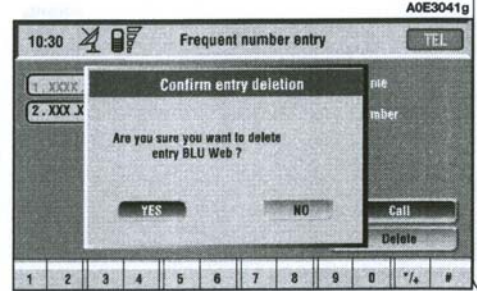 A0E3041g
10:30 Frequent number entry TEL
1. XXXX
2. XXX X
Confirm entry deletion
me
mber
Are you sure you want to delete
entry BLU Web ?
YES NO
Call
Delete
1 2 3 4 5 6 7 8 9 0 */+ #